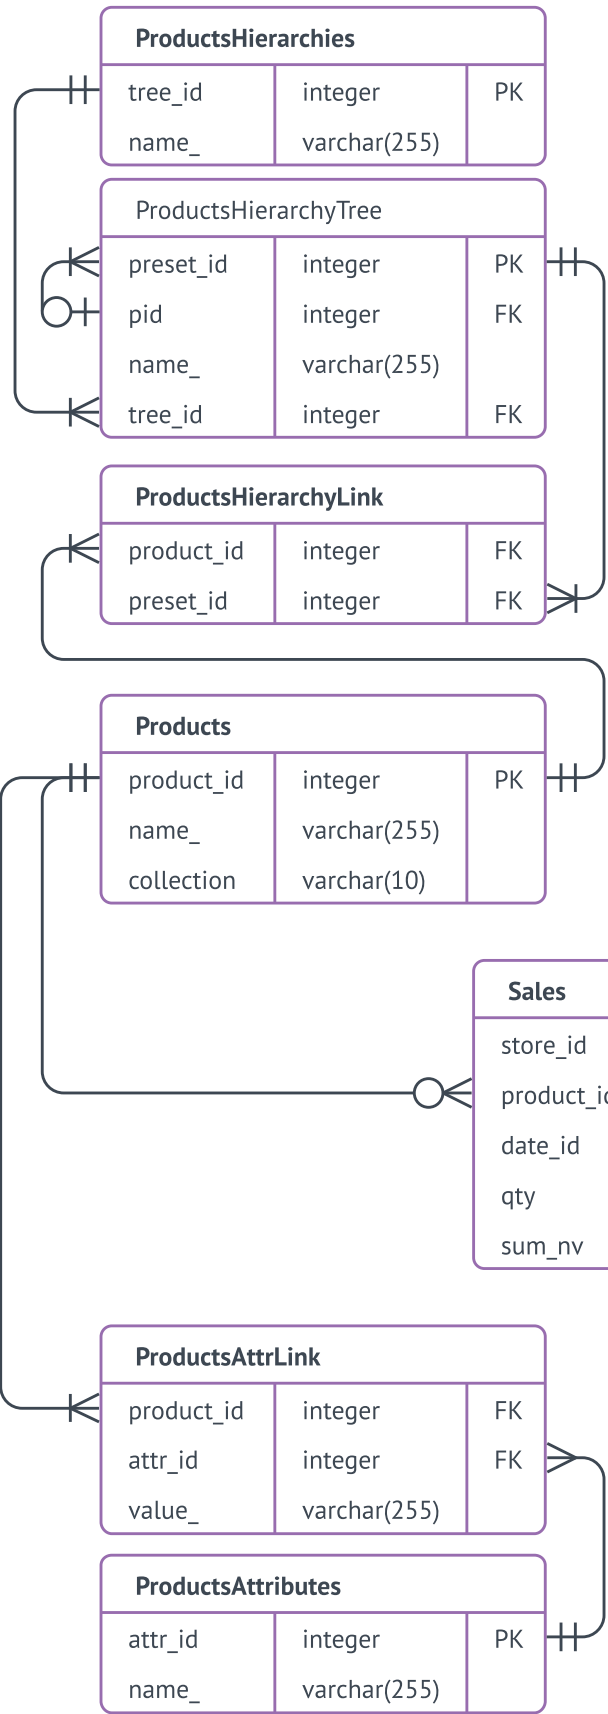 ProductsHierarchies
tree_id integer PK
name_ varchar(255)
ProductsHierarchyTree
preset_id integer PK
pid integer FK
name_ varchar(255)
tree_id integer FK
ProductsHierarchyLink
product_id integer FK
preset_id integer FK
Products
product_id integer PK
name_ varchar(255)
collection varchar(10)
Sales
store_id
product_id
date_id
qty
sum_nv
ProductsAttrLink
product_id integer FK
attr_id integer FK
value_ varchar(255)
ProductsAttributes
attr_id integer PK
name_ varchar(255)